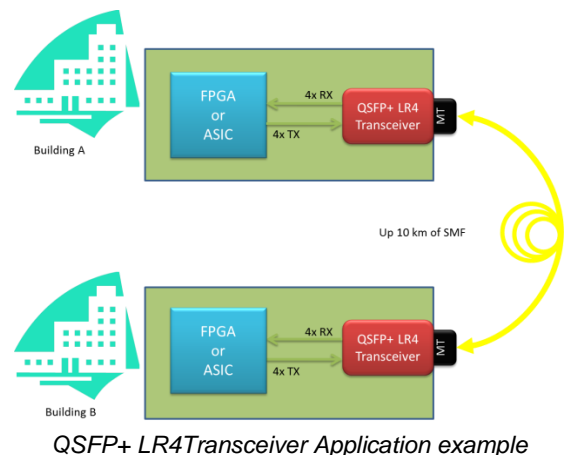 FPGA
or
ASIC
4x RX
4x TX
QSFP+ LR4
Transceiver
MT
Building A
Up 10 km of SMF
FPGA
or
ASIC
4x RX
4x TX
QSFP+ LR4
Transceiver
MT
Building B
QSFP+ LR4Transceiver Application example